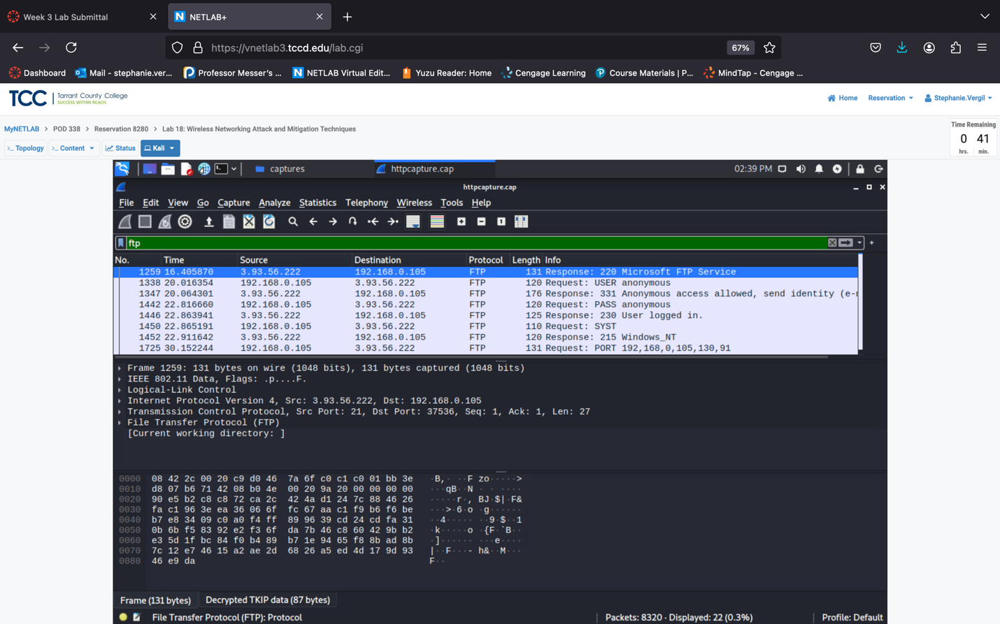 Week 3 Lab Submittal
NETLAB+
https://vnetlab3.tccd.edu/lab.cgi
67%
Dashboard
Mail - stephanie.ver...
Professor Messer's ...
NETLAB Virtual Edit...
Yuzu Reader: Home
Cengage Learning
Course Materials | P...
MindTap - Cengage ...
TCC
Tarrant County College
SUCCESS WITHIN REACH.
Home
Reservation
Stephanie.Vergil
MyNETLAB > POD 338 > Reservation 8280 > Lab 18: Wireless Networking Attack and Mitigation Techniques
Time Remaining
0 41
hrs. min.
>_ Topology
>_ Content
Status
Kali
captures
httpcapture.cap
02:39 PM
httpcapture.cap
File Edit View Go Capture Analyze Statistics Telephony Wireless Tools Help
ftp
No. Time Source Destination Protocol Length Info
1259 16.405870 3.93.56.222 192.168.0.105 FTP 131 Response: 220 Microsoft FTP Service
1338 20.016354 192.168.0.105 3.93.56.222 FTP 120 Request: USER anonymous
1347 20.064301 3.93.56.222 192.168.0.105 FTP 176 Response: 331 Anonymous access allowed, send identity (e-
1442 22.816660 192.168.0.105 3.93.56.222 FTP 120 Request: PASS anonymous
1446 22.863941 3.93.56.222 192.168.0.105 FTP 125 Response: 230 User logged in.
1450 22.865191 192.168.0.105 3.93.56.222 FTP 110 Request: SYST
1452 22.911642 3.93.56.222 192.168.0.105 FTP 120 Response: 215 Windows_NT
1725 30.152244 192.168.0.105 3.93.56.222 FTP 131 Request: PORT 192,168,0,105,130,91
Frame 1259: 131 bytes on wire (1048 bits), 131 bytes captured (1048 bits)
IEEE 802.11 Data, Flags: .p....F.
Logical-Link Control
Internet Protocol Version 4, Src: 3.93.56.222, Dst: 192.168.0.105
Transmission Control Protocol, Src Port: 21, Dst Port: 37536, Seq: 1, Ack: 1, Len: 27
File Transfer Protocol (FTP)
[Current working directory: ]
0000 08 42 2c 00 20 c9 d0 46 7a 6f c0 c1 c0 01 bb 3e ·B,· ··F zo·····>
0010 d8 07 b6 71 42 08 b0 4e 00 20 9a 20 00 00 00 00 ···qB··N · · ····
0020 90 e5 b2 c8 c8 72 ca 2c 42 4a d1 24 7c 88 46 26 ·····r·, BJ·$|·F&
0030 fa c1 96 3e ea 36 06 6f fc 67 aa c1 f9 b6 f6 be ···>·6·o ·g······
0040 b7 e8 34 09 c0 a0 f4 ff 89 96 39 cd 24 cd fa 31 ··4····· ··9·$··1
0050 0b 6b f5 83 92 e2 f3 6f da 7b 46 c8 60 42 9b b2 ·k·····o ·{F·`B··
0060 e3 5d 1f bc 84 f0 b4 89 b7 1e 94 65 f8 8b ad 8b ·]······ ···e····
0070 7c 12 e7 46 15 a2 ae 2d 68 26 a5 ed 4d 17 9d 93 |··F···- h&··M···
0080 46 e9 da F··
Frame (131 bytes)
Decrypted TKIP data (87 bytes)
File Transfer Protocol (FTP): Protocol
Packets: 8320 · Displayed: 22 (0.3%)
Profile: Default